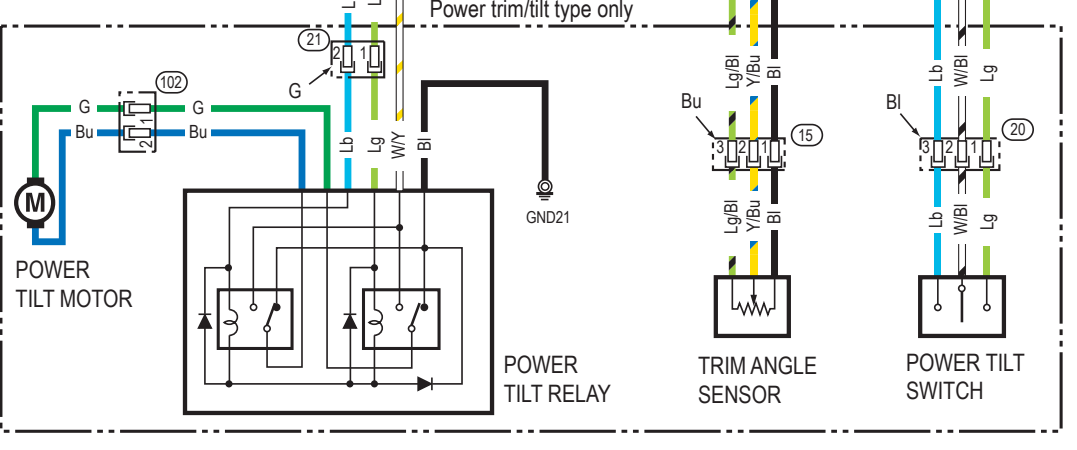 Power trim/tilt type only
21
2
1
G
102
G
G
1
Bu
Bu
2
Lb
Lg
W/Y
Bl
M
POWER
TILT MOTOR
GND21
POWER
TILT RELAY
Lg/Bl
Y/Bu
Bl
Bu
3
2
1
15
Lg/Bl
Y/Bu
Bl
TRIM ANGLE
SENSOR
Lb
W/Bl
Lg
Bl
3
2
1
20
Lb
W/Bl
Lg
POWER TILT
SWITCH